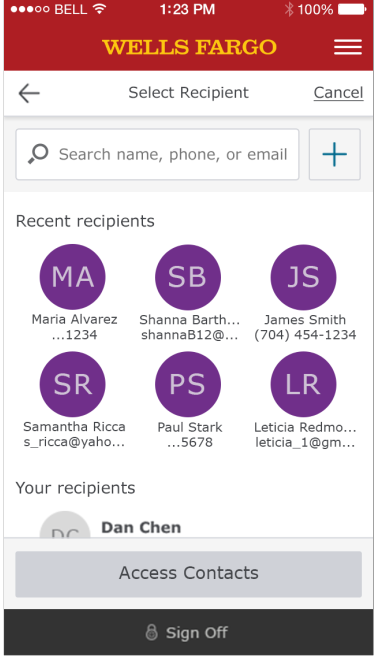 BELL 1:23 PM 100%
WELLS FARGO
Select Recipient Cancel
Search name, phone, or email
Recent recipients
MA SB JS
Maria Alvarez Shanna Barth... James Smith
...1234 shannaB12@... (704) 454-1234
SR PS LR
Samantha Ricca Paul Stark Leticia Redmo...
s_ricca@yaho... ...5678 leticia_1@gm...
Your recipients
DC Dan Chen
Access Contacts
Sign Off